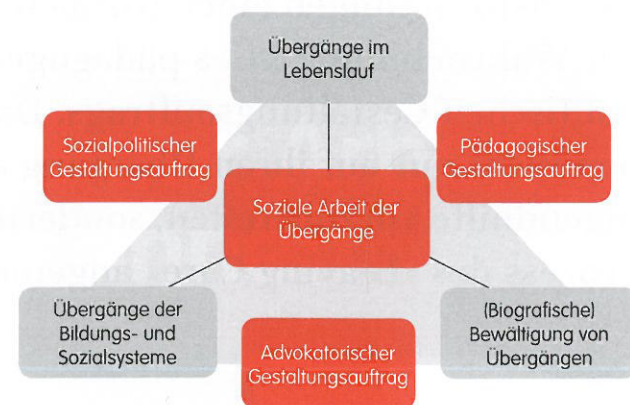 Übergänge im
Lebenslauf
Sozialpolitischer
Gestaltungsauftrag
Pädagogischer
Gestaltungsauftrag
Soziale Arbeit der
Übergänge
Übergänge der
Bildungs- und
Sozialsysteme
(Biografische)
Bewältigung von
Übergängen
Advokatorischer
Gestaltungsauftrag